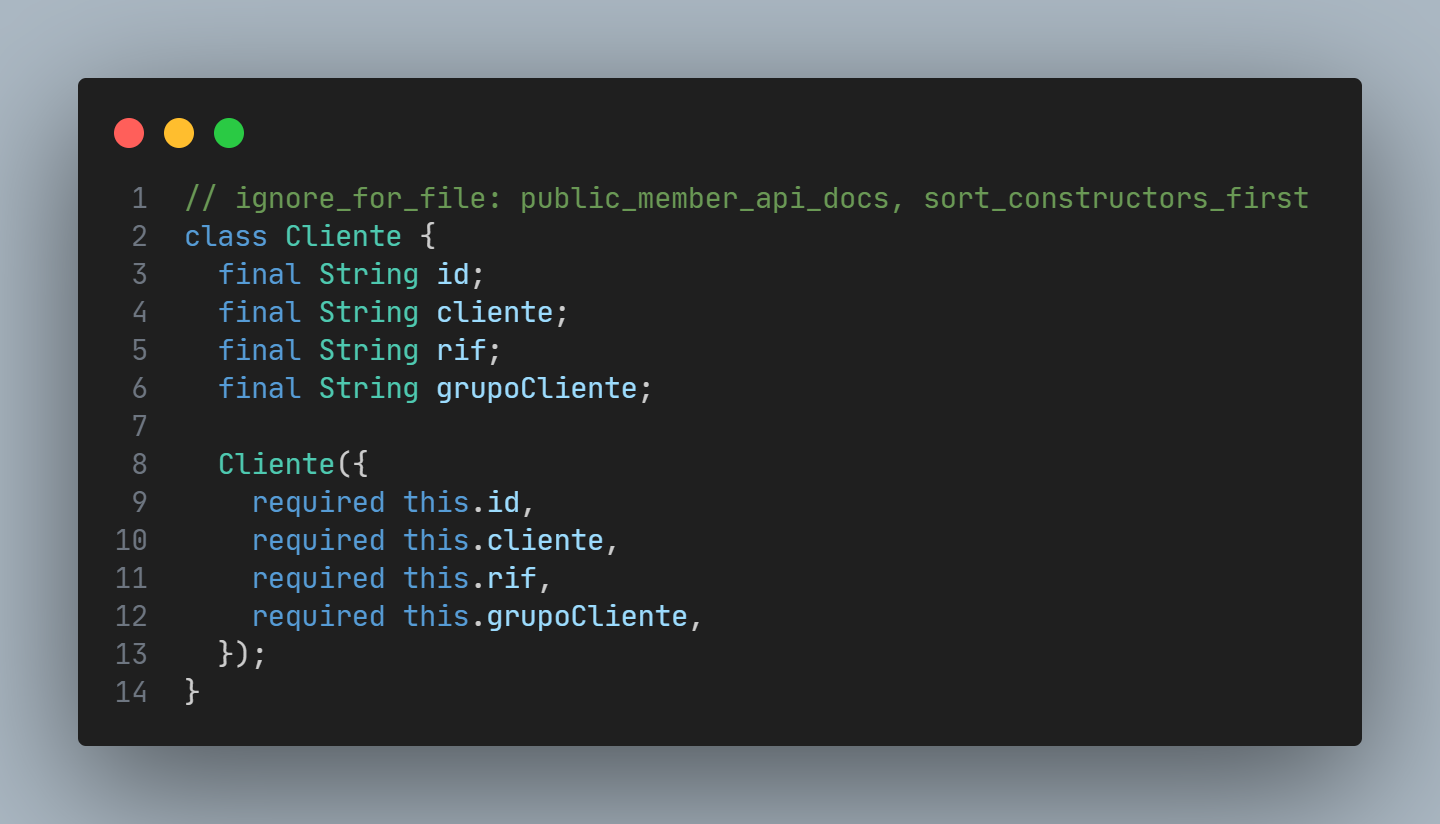 1 // ignore_for_file: public_member_api_docs, sort_constructors_first
2 class Cliente {
3   final String id;
4   final String cliente;
5   final String rif;
6   final String grupoCliente;
7
8   Cliente({
9     required this.id,
10     required this.cliente,
11     required this.rif,
12     required this.grupoCliente,
13   });
14 }